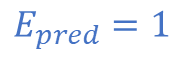 E_pred = 1